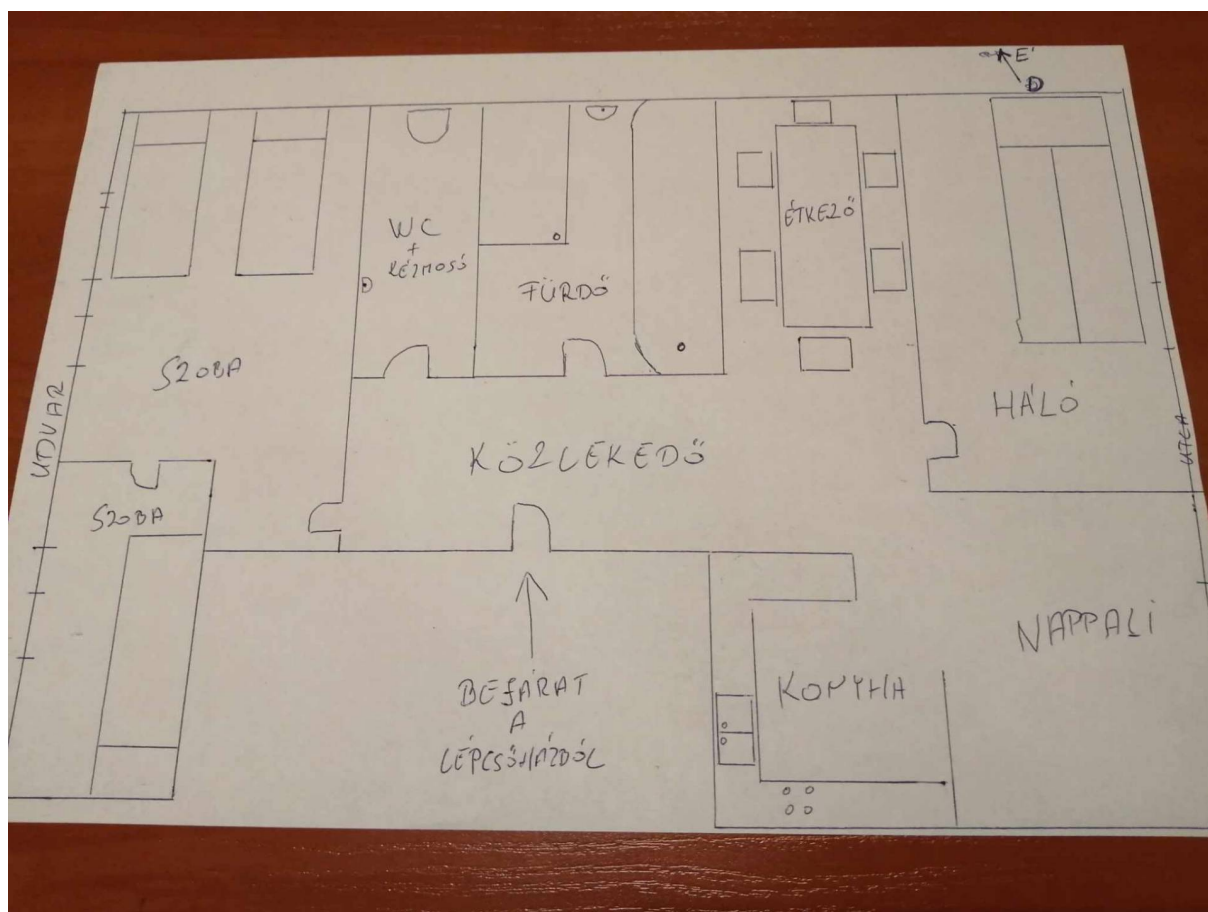 É
D
WC
+
KÉZMOSÓ
FÜRDŐ
ÉTKEZŐ
SZOBA
HÁLÓ
UDVAR
UTCA
KÖZLEKEDŐ
SZOBA
NAPPALI
KONYHA
BEJÁRAT
A
LÉPCSŐHÁZBÓL